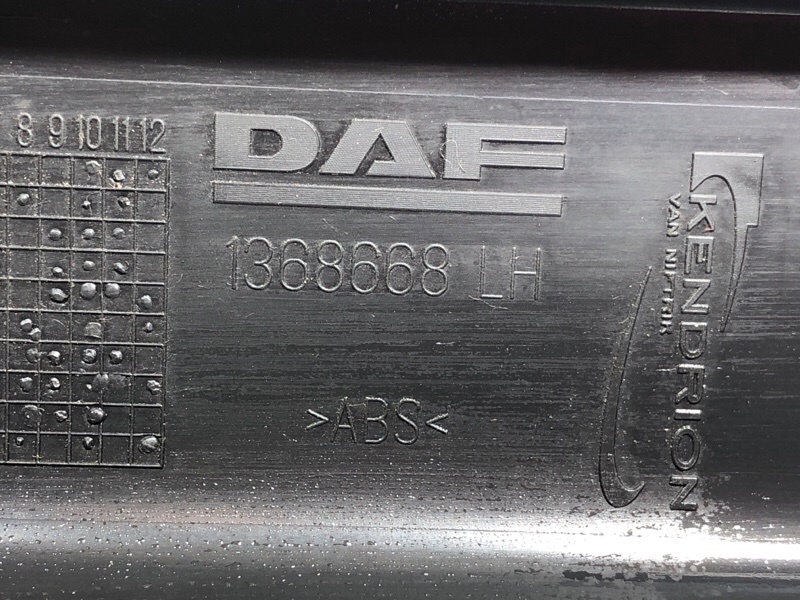 8 9 10 11 12
DAF
1368668 LH
>ABS<
KENDRION
VAN NIFTRIK